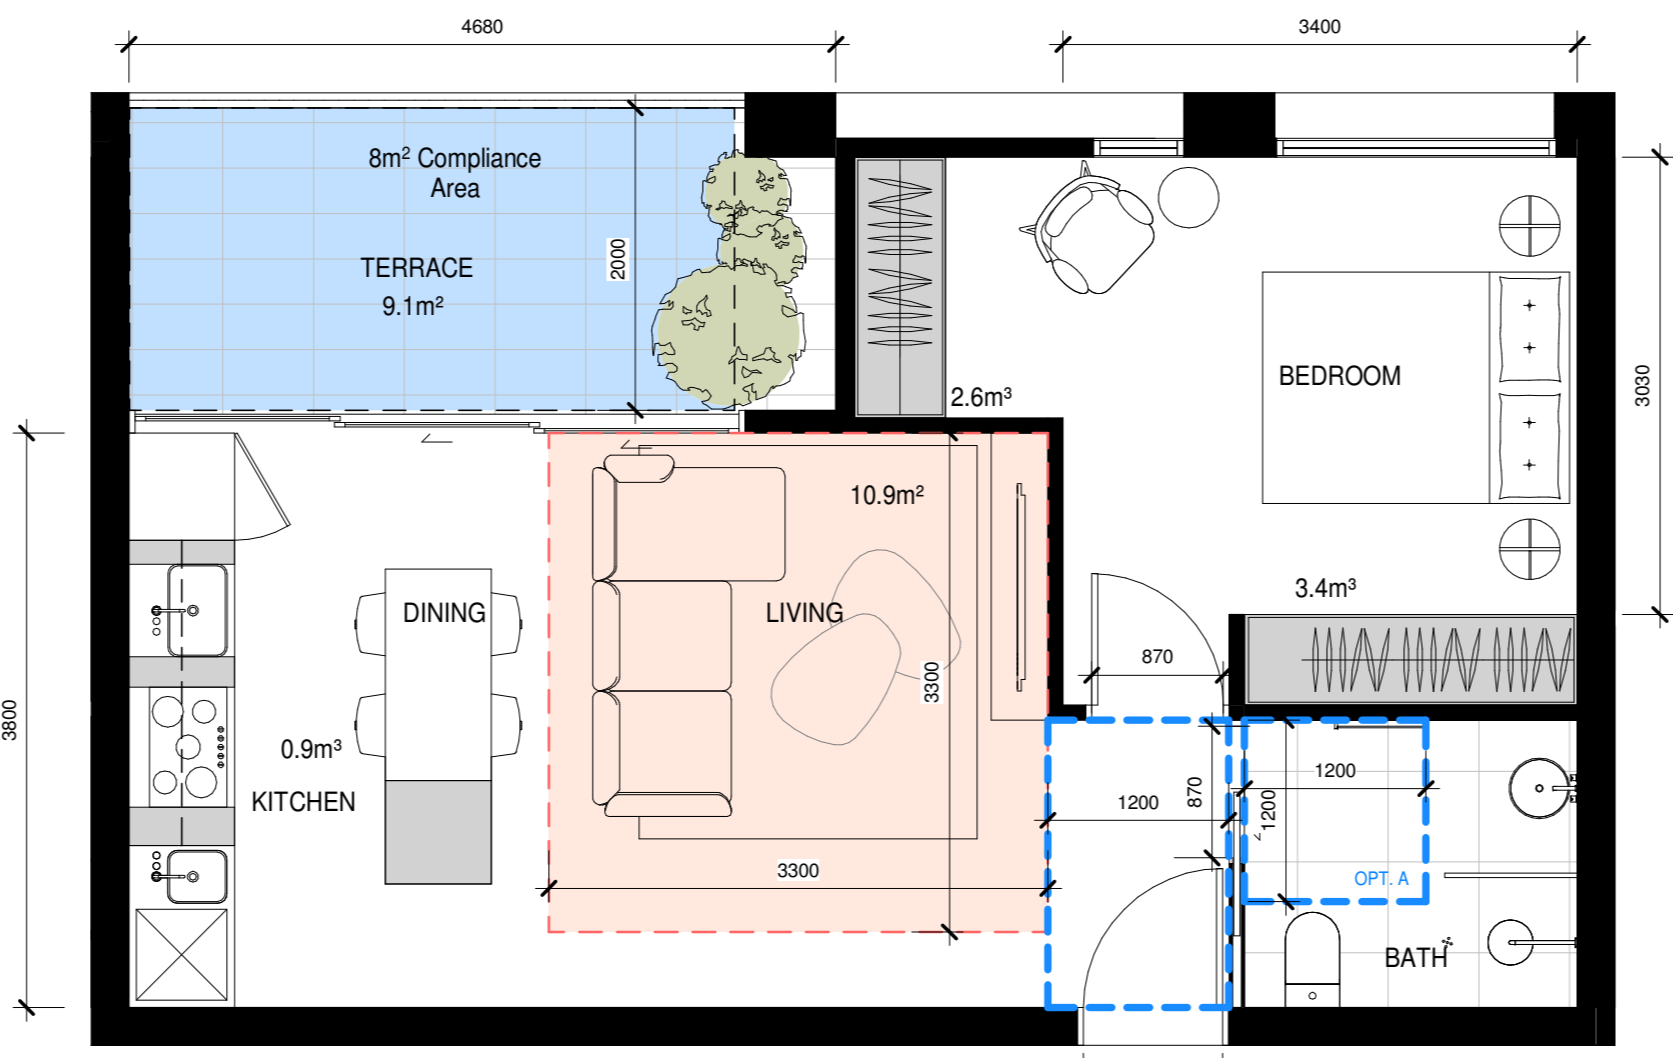 4680
3400
8m² Compliance
Area
TERRACE
9.1m²
2000
2.6m³
BEDROOM
3030
10.9m²
3.4m³
DINING
LIVING
3300
870
3800
0.9m³
KITCHEN
1200
870
1200
1200
3300
OPT. A
BATH